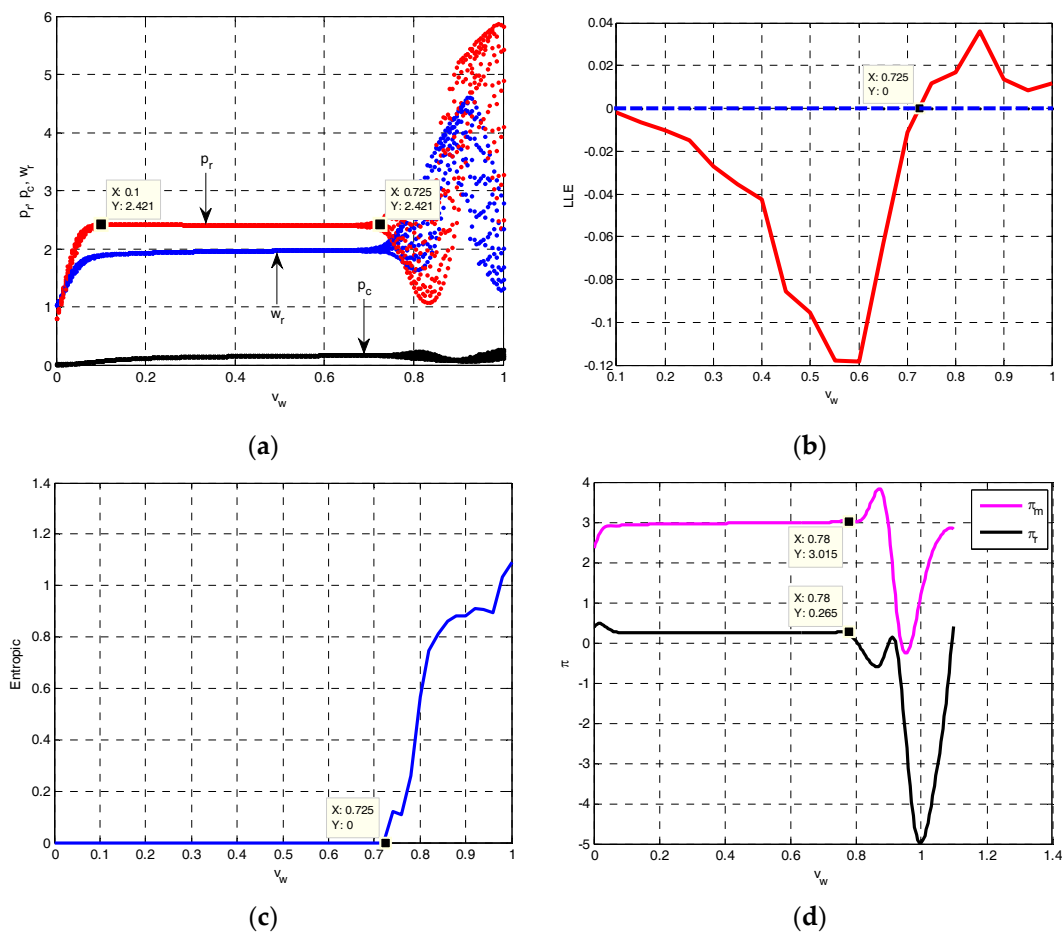 6
5
4
3
2
1
0
p_r, p_c, w_r
X: 0.1
Y: 2.421
p_r
X: 0.725
Y: 2.421
w_r
p_c
0 0.2 0.4 0.6 0.8 1
v_w
(a)
0.04
0.02
0
-0.02
-0.04
-0.06
-0.08
-0.1
-0.12
LLE
X: 0.725
Y: 0
0.1 0.2 0.3 0.4 0.5 0.6 0.7 0.8 0.9 1
v_w
(b)
1.4
1.2
1
0.8
0.6
0.4
0.2
0
Entropic
X: 0.725
Y: 0
0 0.1 0.2 0.3 0.4 0.5 0.6 0.7 0.8 0.9 1
v_w
(c)
4
3
2
1
0
-1
-2
-3
-4
-5
π
π_m
π_r
X: 0.78
Y: 3.015
X: 0.78
Y: 0.265
0 0.2 0.4 0.6 0.8 1 1.2 1.4
v_w
(d)